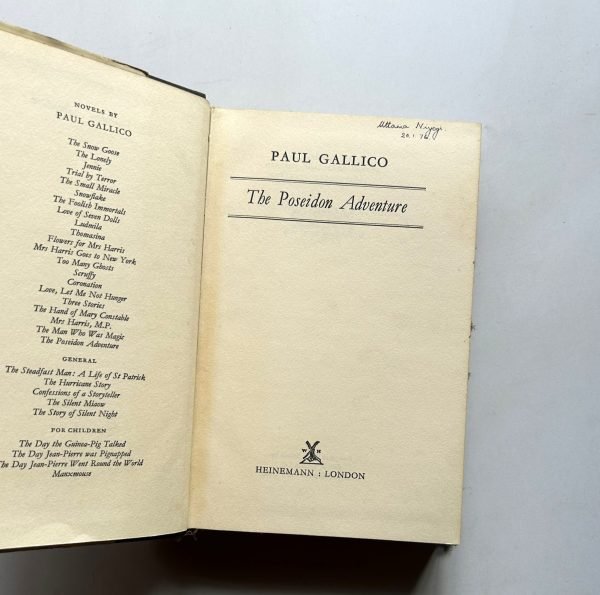 NOVELS BY
PAUL GALLICO
The Snow Goose
The Lonely
Jennie
Trial by Terror
The Small Miracle
Snowflake
The Foolish Immortals
Love of Seven Dolls
Ludmila
Thomasina
Flowers for Mrs Harris
Mrs Harris Goes to New York
Too Many Ghosts
Scruffy
Coronation
Love, Let Me Not Hunger
Three Stories
The Hand of Mary Constable
Mrs Harris, M.P.
The Man Who Was Magic
The Poseidon Adventure
GENERAL
The Steadfast Man: A Life of St Patrick
The Hurricane Story
Confessions of a Storyteller
The Silent Miaow
The Story of Silent Night
FOR CHILDREN
The Day the Guinea-Pig Talked
The Day Jean-Pierre was Pignapped
The Day Jean-Pierre Went Round the World
Manxmouse
Niyogi
PAUL GALLICO
The Poseidon Adventure
W H
HEINEMANN : LONDON